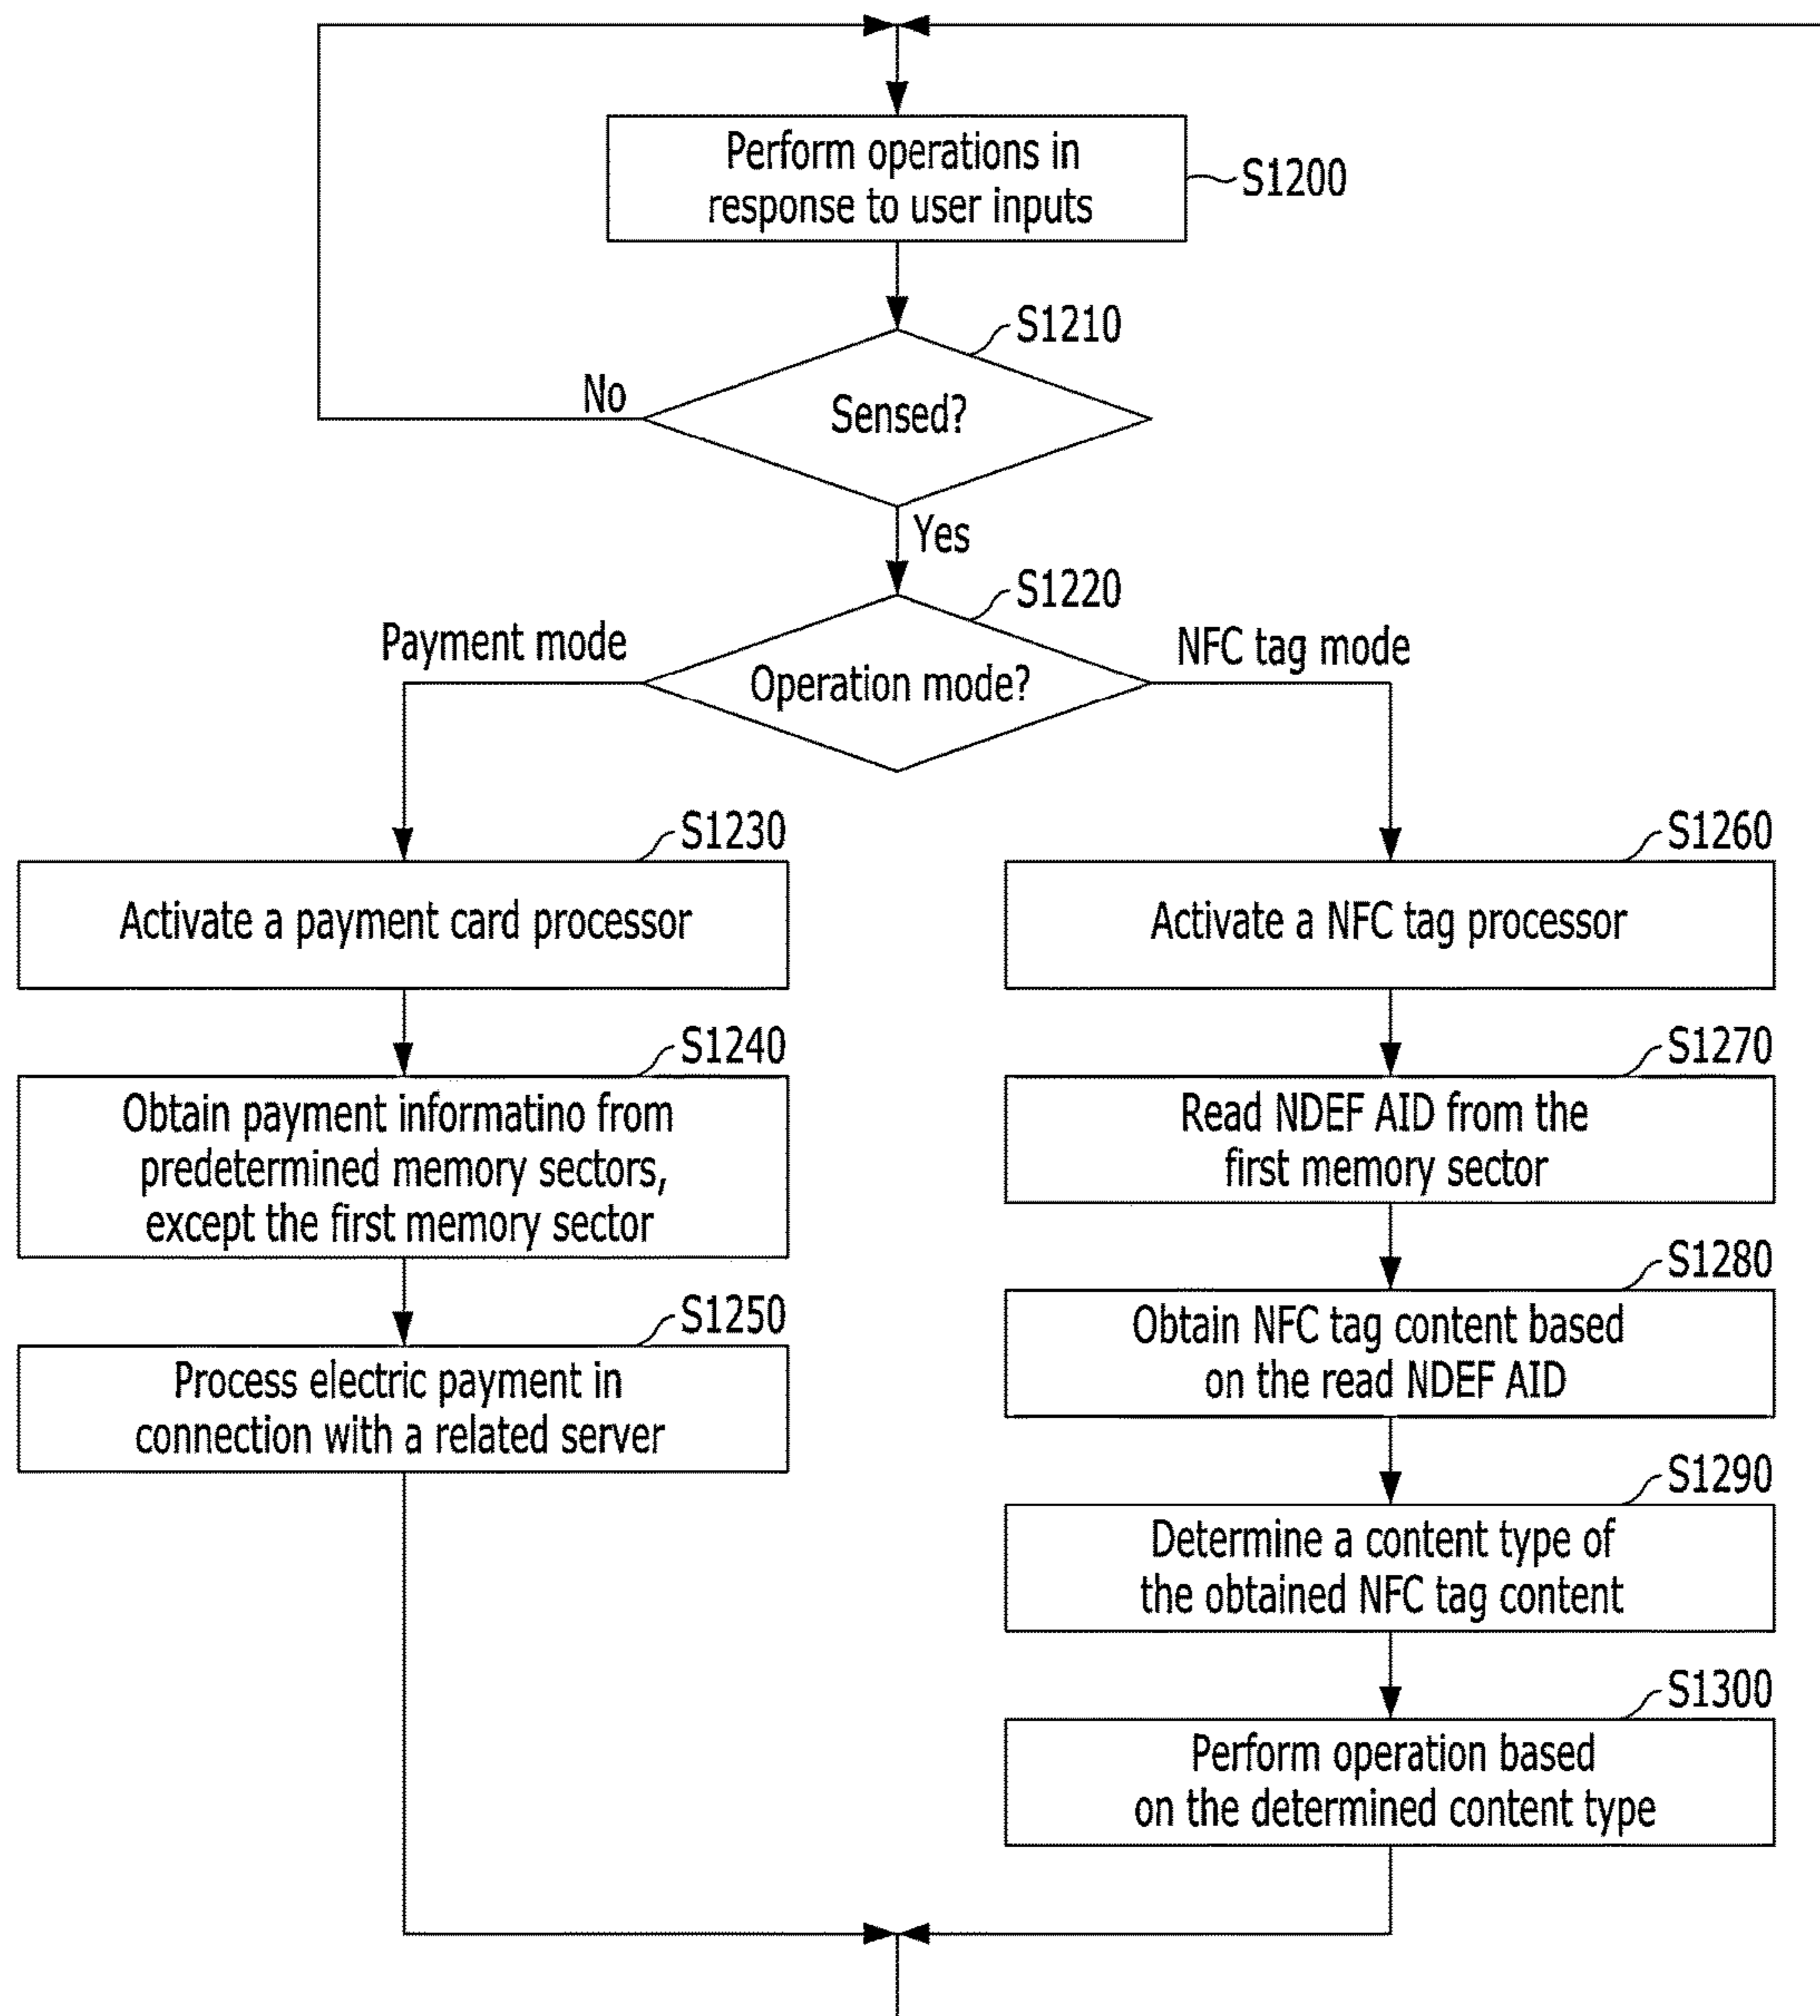 Perform operations in
response to user inputs
S1200
S1210
No
Sensed?
Yes
S1220
Payment mode
NFC tag mode
Operation mode?
S1230
Activate a payment card processor
S1240
Obtain payment informatino from
predetermined memory sectors,
except the first memory sector
S1250
Process electric payment in
connection with a related server
S1260
Activate a NFC tag processor
S1270
Read NDEF AID from the
first memory sector
S1280
Obtain NFC tag content based
on the read NDEF AID
S1290
Determine a content type of
the obtained NFC tag content
S1300
Perform operation based
on the determined content type